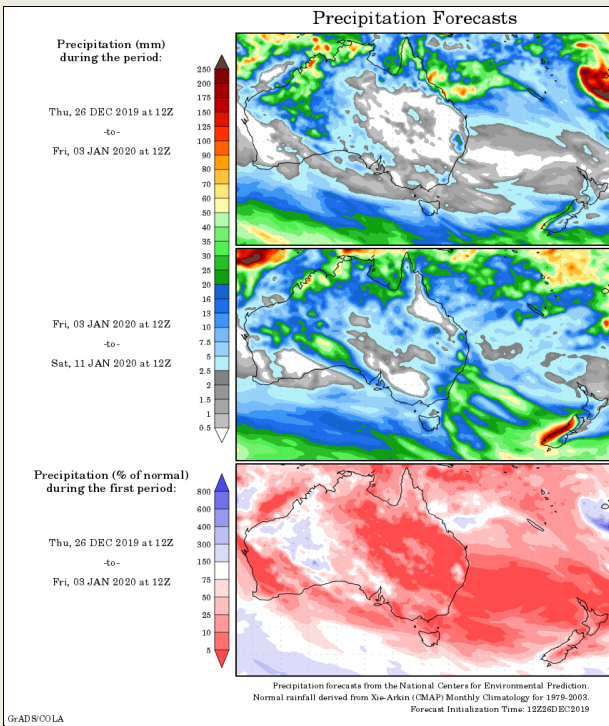 Precipitation Forecasts
Precipitation (mm)
during the period:
Thu, 26 DEC 2019 at 12Z
-to-
Fri, 03 JAN 2020 at 12Z
250
200
175
150
125
100
90
80
70
60
50
40
35
30
25
20
16
13
10
7.5
5
2.5
2
1.5
1
0.5
Fri, 03 JAN 2020 at 12Z
-to-
Sat, 11 JAN 2020 at 12Z
Precipitation (% of normal)
during the first period:
Thu, 26 DEC 2019 at 12Z
-to-
Fri, 03 JAN 2020 at 12Z
800
600
400
300
150
75
50
25
10
5
Precipitation forecasts from the National Centers for Environmental Prediction.
Normal rainfall derived from Xie-Arkin (CMAP) Monthly Climatology for 1979-2003.
Forecast Initialization Time: 12Z26DEC2019
GrADS/COLA